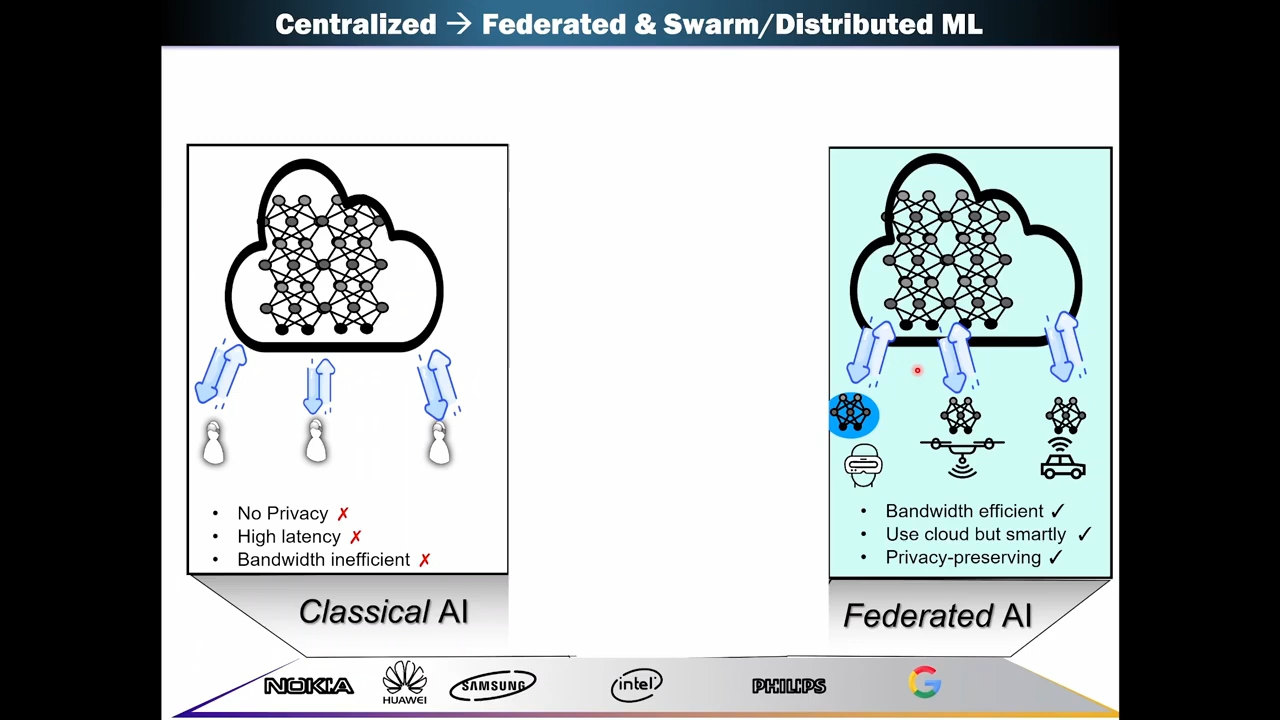 Centralized → Federated & Swarm/Distributed ML
• No Privacy ✗
• High latency ✗
• Bandwidth inefficient ✗
Classical AI
• Bandwidth efficient ✓
• Use cloud but smartly ✓
• Privacy-preserving ✓
Federated AI
NOKIA
HUAWEI
SAMSUNG
intel
PHILIPS
G